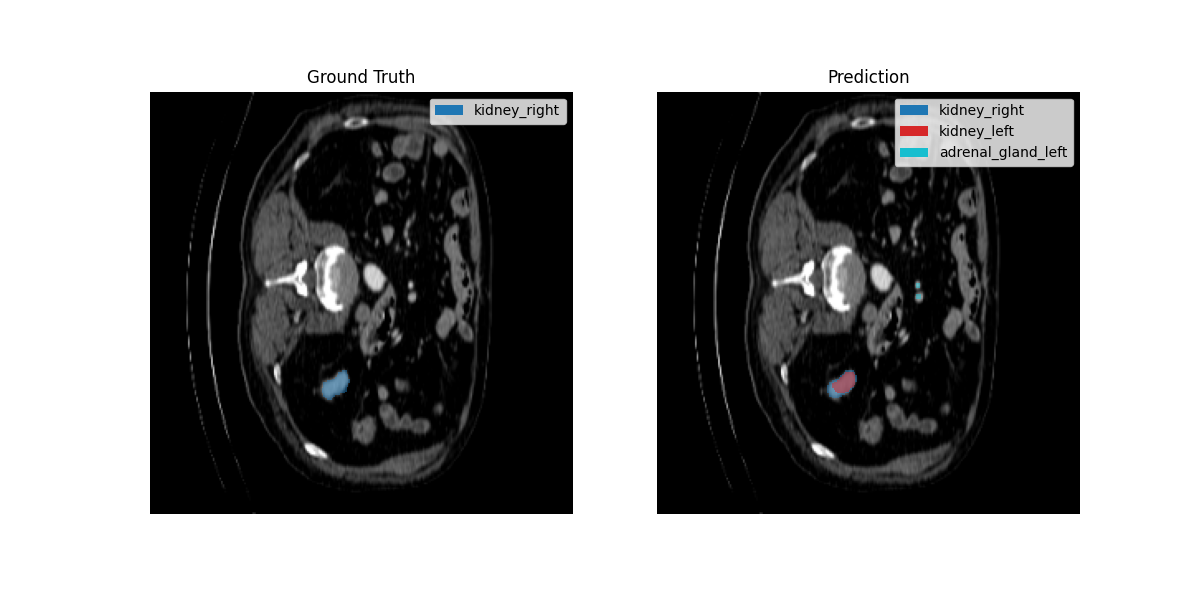 Ground Truth
kidney_right
Prediction
kidney_right
kidney_left
adrenal_gland_left